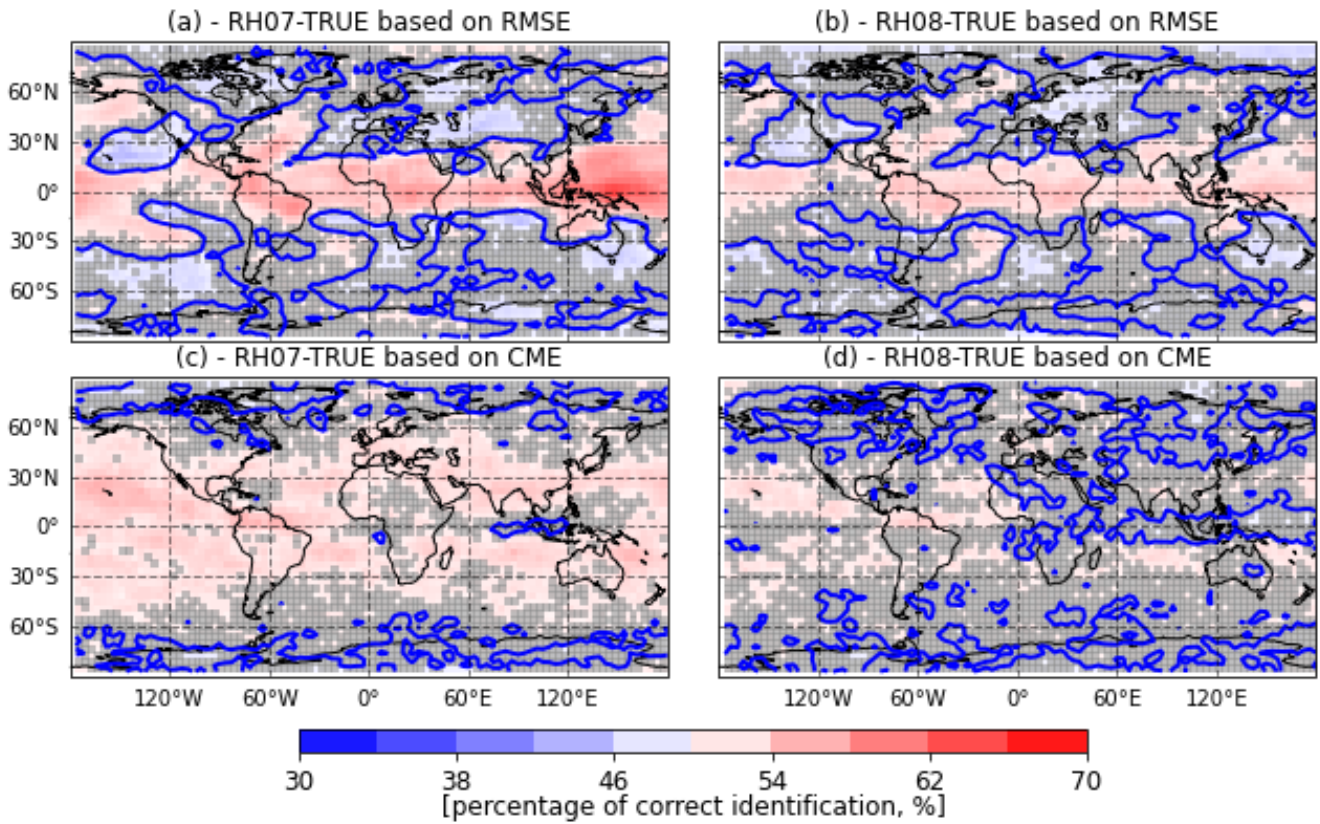 (a) - RH07-TRUE based on RMSE
(b) - RH08-TRUE based on RMSE
60°N
30°N
0°
30°S
60°S
(c) - RH07-TRUE based on CME
(d) - RH08-TRUE based on CME
60°N
30°N
0°
30°S
60°S
120°W 60°W 0° 60°E 120°E
120°W 60°W 0° 60°E 120°E
30 38 46 54 62 70
[percentage of correct identification, %]